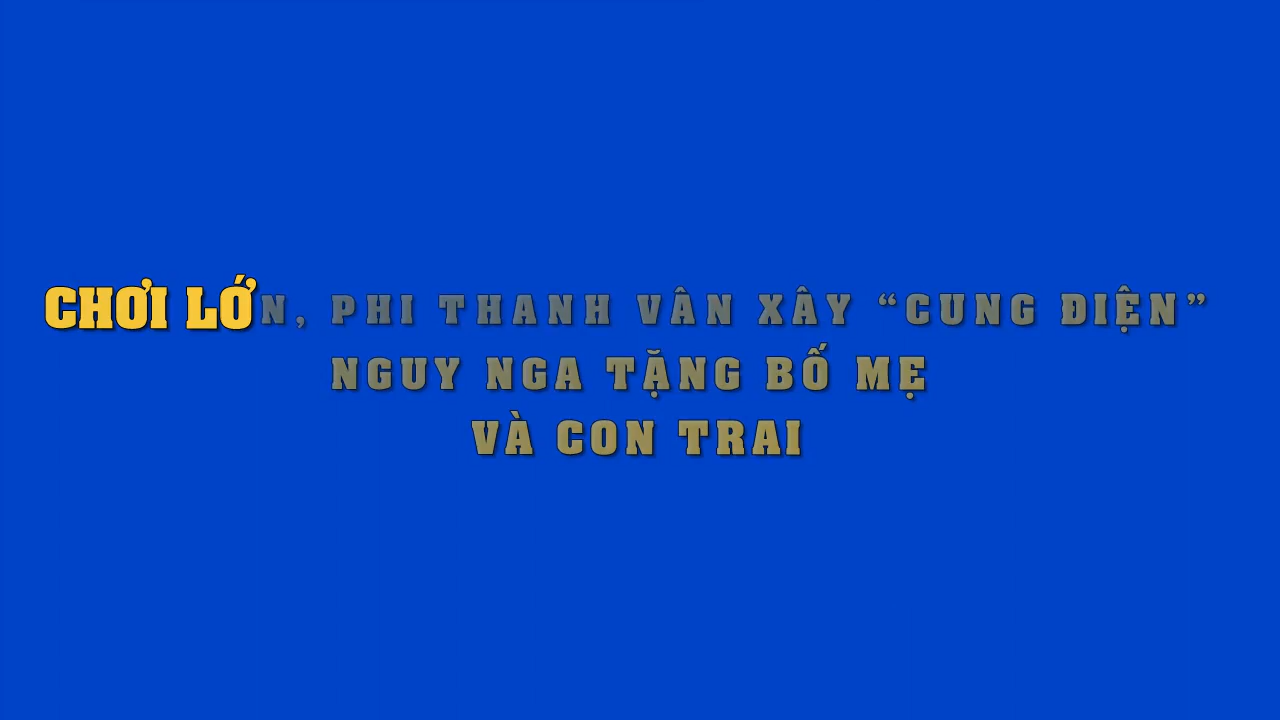 CHƠI LỚN, PHI THANH VÂN XÂY “CUNG ĐIỆN”
NGUY NGA TẶNG BỐ MẸ
VÀ CON TRAI